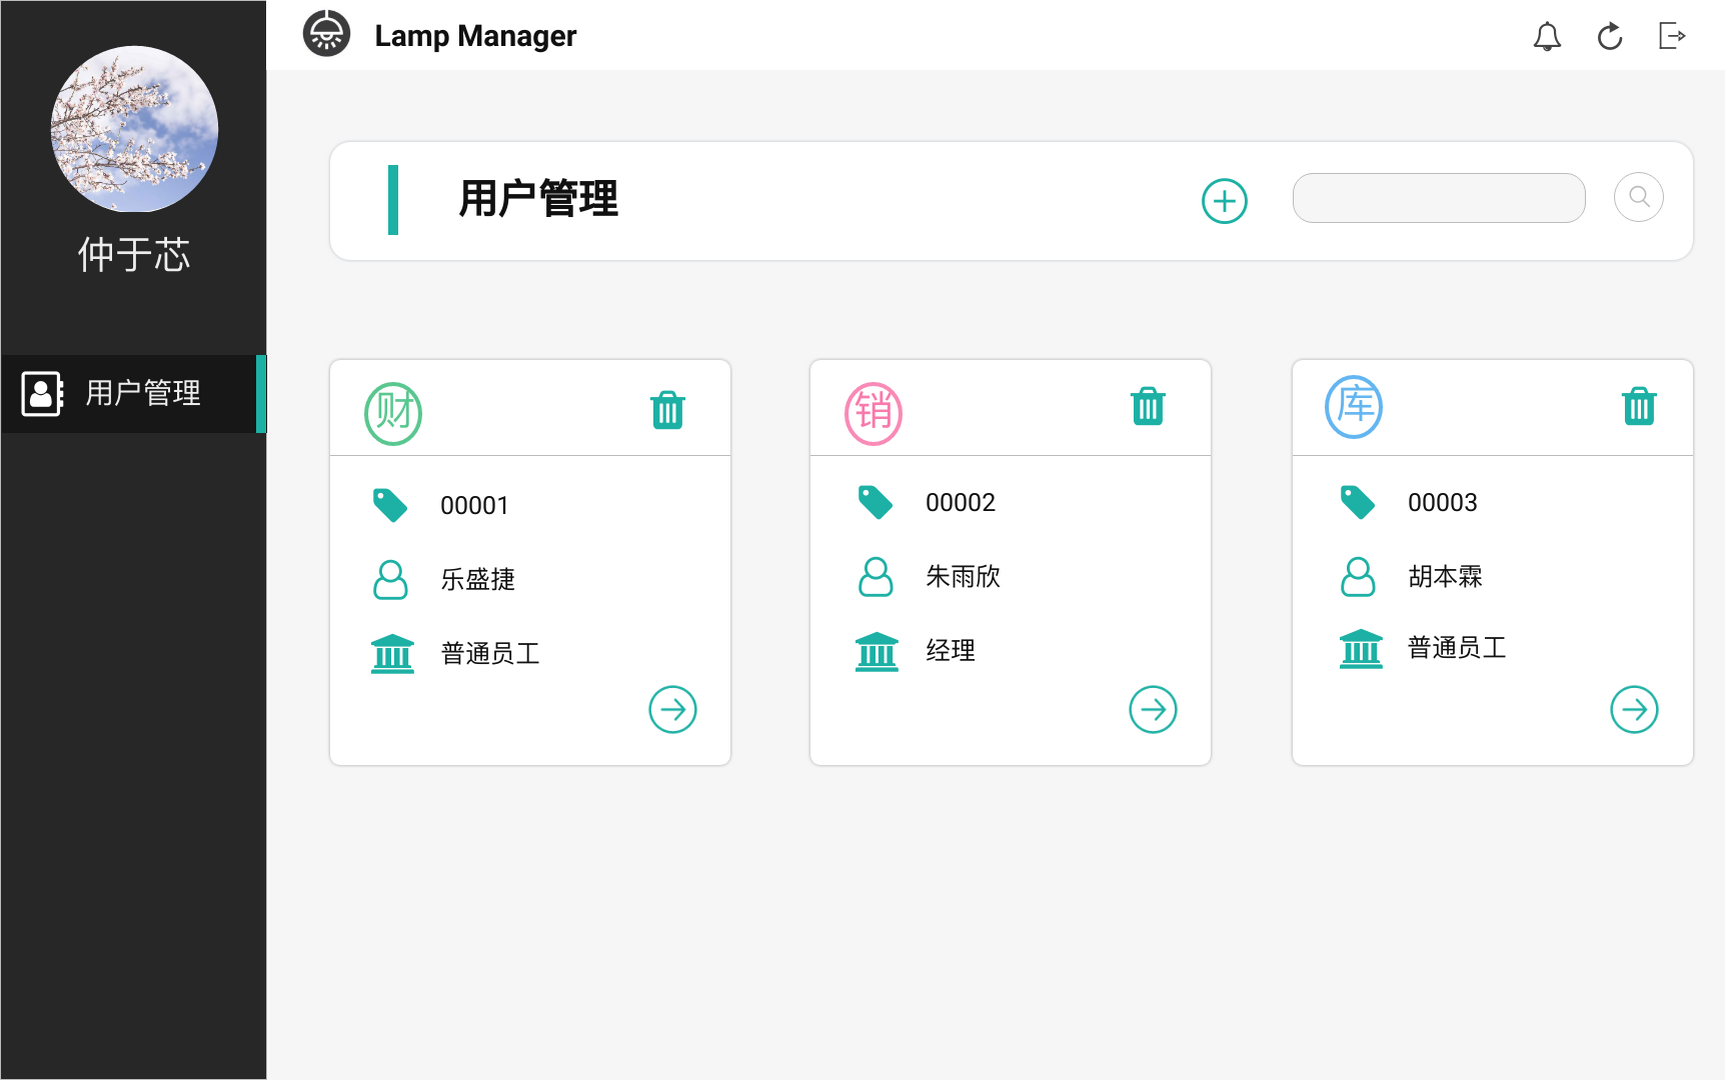 Lamp Manager
仲于芯
用户管理
用户管理
财
00001
乐盛捷
普通员工
销
00002
朱雨欣
经理
库
00003
胡本霖
普通员工